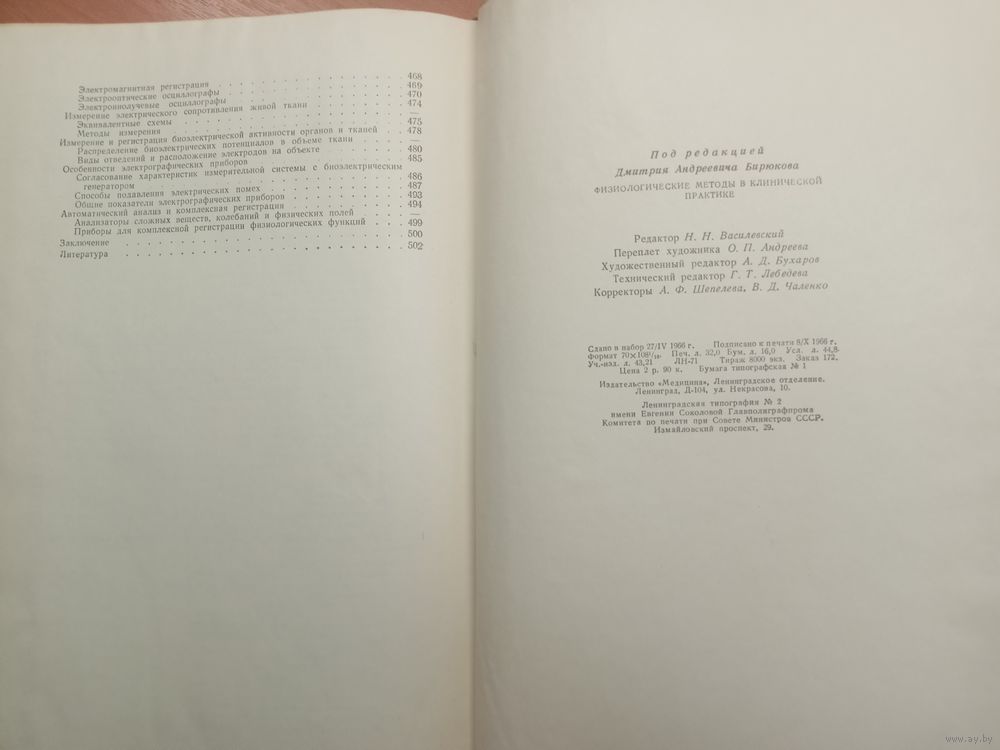 468
Электромагнитная регистрация . . . . . . . . . . . . . . . 469
Электрооптические осциллографы . . . . . . . . . . . . . . 470
Электроннолучевые осциллографы . . . . . . . . . . . . . . 474
Измерение электрического сопротивления живой ткани . . . . . . —
Эквивалентные схемы . . . . . . . . . . . . . . . 475
Методы измерения . . . . . . . . . . . . . . . 478
Измерение и регистрация биоэлектрической активности органов и тканей . . . .
Распределение биоэлектрических потенциалов в объеме ткани . . . . 480
Виды отведений и расположение электродов на объекте . . . . . 485
Особенности электрографических приборов . . . . . . . . .
Согласование характеристик измерительной системы с биоэлектрическим
генератором . . . . . . . . . . . . . . . 486
Способы подавления электрических помех . . . . . . . . . 487
Общие показатели электрографических приборов . . . . . . . 493
Автоматический анализ и комплексная регистрация . . . . . . . 494
Анализаторы сложных веществ, колебаний и физических полей . . . . —
Приборы для комплексной регистрации физиологических функций . . . 499
Заключение . . . . . . . . . . . . . . . 500
Литература . . . . . . . . . . . . . . . 502
Под редакцией
Дмитрия Андреевича Бирюкова
ФИЗИОЛОГИЧЕСКИЕ МЕТОДЫ В КЛИНИЧЕСКОЙ
ПРАКТИКЕ
Редактор Н. Н. Василевский
Переплет художника О. П. Андреева
Художественный редактор А. Д. Бухаров
Технический редактор Г. Т. Лебедева
Корректоры А. Ф. Шепелева, В. Д. Чаленко
Сдано в набор 27/IV 1966 г. Подписано к печати 8/X 1966 г.
Формат 70×108¹/₁₆. Печ. л. 32,0 Бум. л. 16,0 Усл. л. 44,8.
Уч.-изд. л. 43,21 ЛН-71 Тираж 8000 экз. Заказ 172.
Цена 2 р. 90 к. Бумага типографская № 1
Издательство «Медицина», Ленинградское отделение.
Ленинград, Д-104, ул. Некрасова, 10.
Ленинградская типография № 2
имени Евгении Соколовой Главполиграфпрома
Комитета по печати при Совете Министров СССР.
Измайловский проспект, 29.
www.ay.by